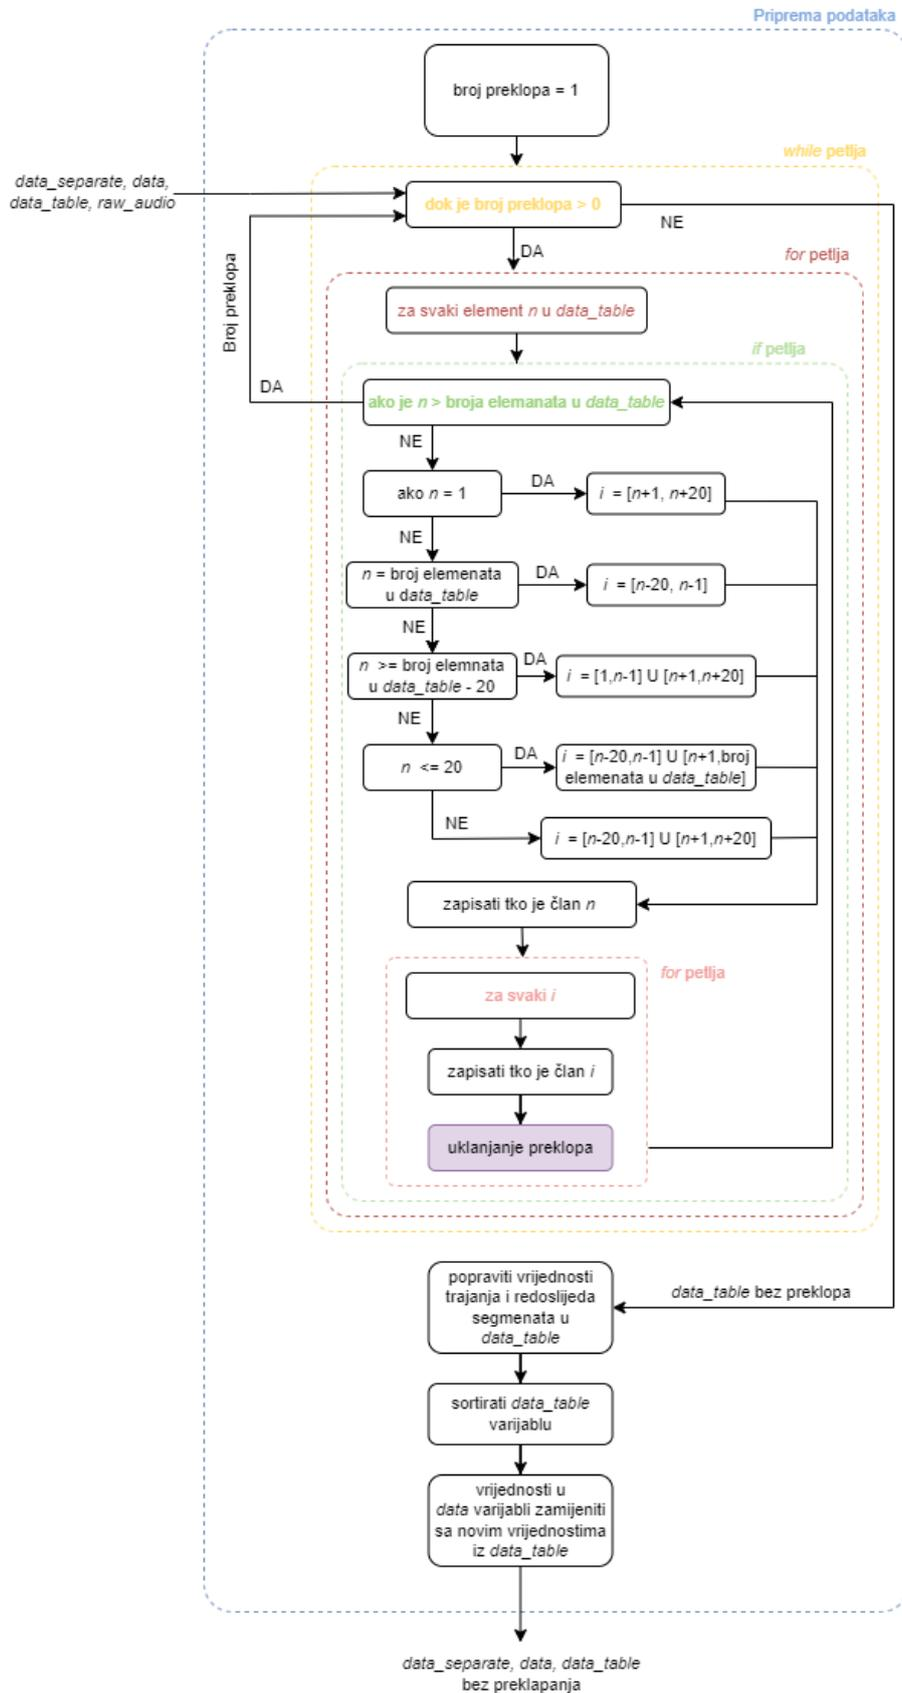 Priprema podataka
broj preklopa = 1
while petlja
data_separate, data,
data_table, raw_audio
dok je broj preklopa > 0
NE
DA
Broj preklopa
for petlja
za svaki element n u data_table
if petlja
DA
ako je n > broja elemanata u data_table
NE
ako n = 1
DA
i = [n+1, n+20]
NE
n = broj elemenata
u data_table
DA
i = [n-20, n-1]
NE
n >= broj elemnata
u data_table - 20
DA
i = [1,n-1] U [n+1,n+20]
NE
n <= 20
DA
i = [n-20,n-1] U [n+1,broj
elemenata u data_table]
NE
i = [n-20,n-1] U [n+1,n+20]
zapisati tko je član n
for petlja
za svaki i
zapisati tko je član i
uklanjanje preklopa
popraviti vrijednosti
trajanja i redoslijeda
segmenata u
data_table
data_table bez preklopa
sortirati data_table
varijablu
vrijednosti u
data varijabli zamijeniti
sa novim vrijednostima
iz data_table
data_separate, data, data_table
bez preklapanja